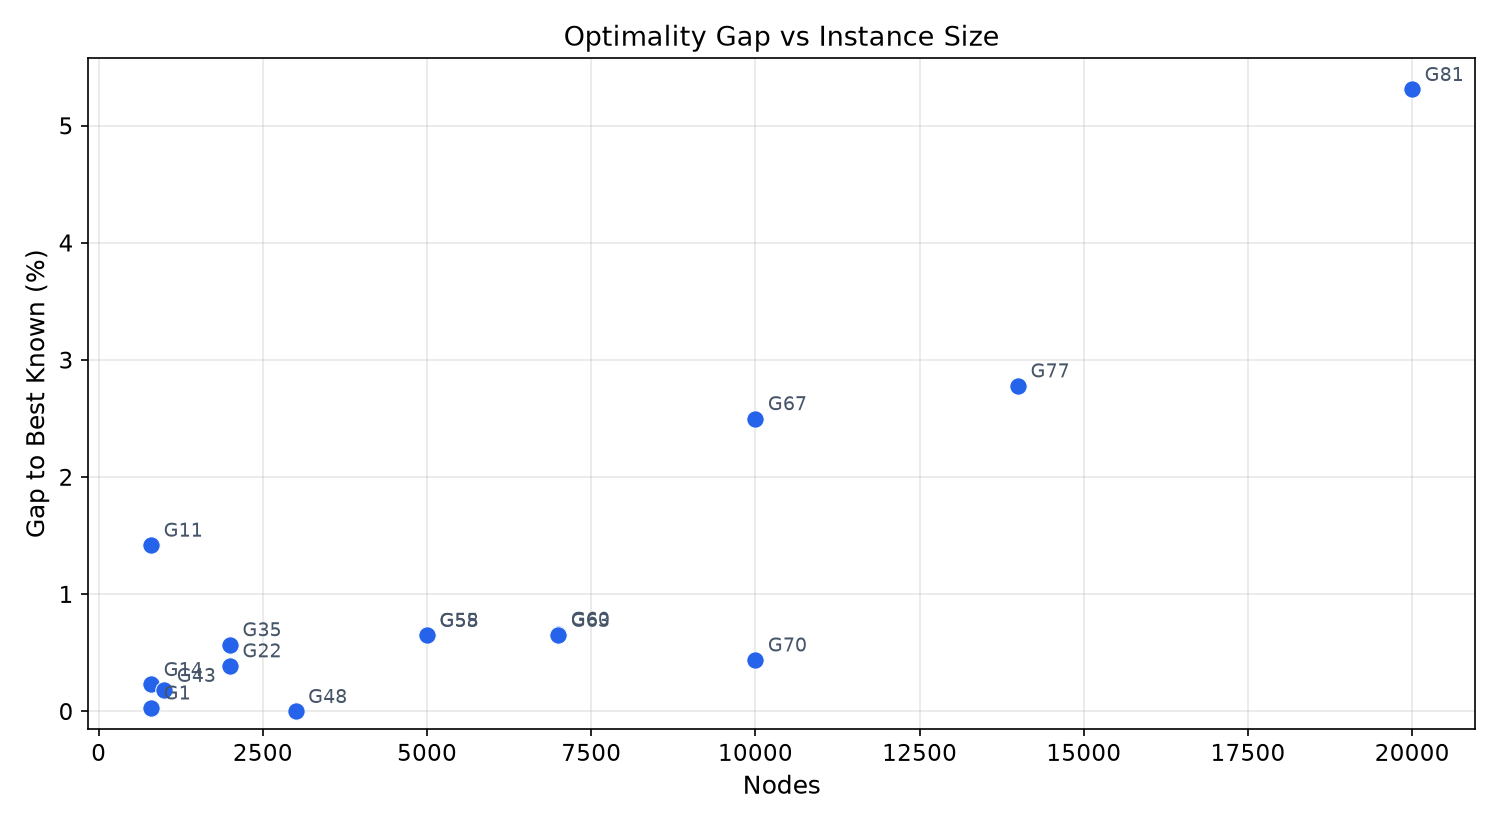 Optimality Gap vs Instance Size
G81
5
4
3
G77
G67
2
G11
1
G35
G22
G70
G14
G43
G1
G48
0
Gap to Best Known (%)
0 2500 5000 7500 10000 12500 15000 17500 20000
Nodes